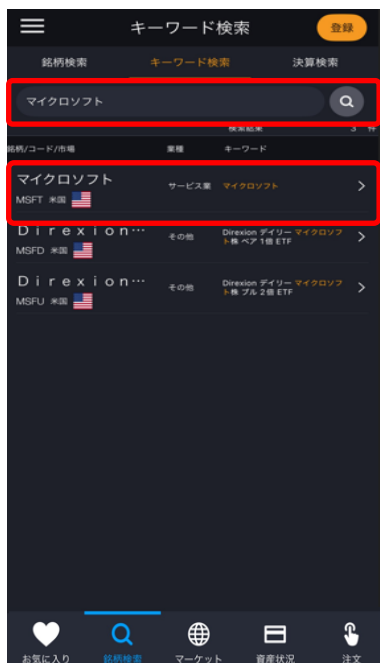 キーワード検索
登録
銘柄検索 キーワード検索 決算検索
マイクロソフト
検索結果 3 件
銘柄/コード/市場 業種 キーワード
マイクロソフト サービス業 マイクロソフト
MSFT 米国
Ｄｉｒｅｘｉｏｎ… その他 Direxion デイリー マイクロソフ
ト株 ベア 1倍 ETF
MSFD 米国
Ｄｉｒｅｘｉｏｎ… その他 Direxion デイリー マイクロソフ
ト株 ブル 2倍 ETF
MSFU 米国
お気に入り 銘柄検索 マーケット 資産状況 注文